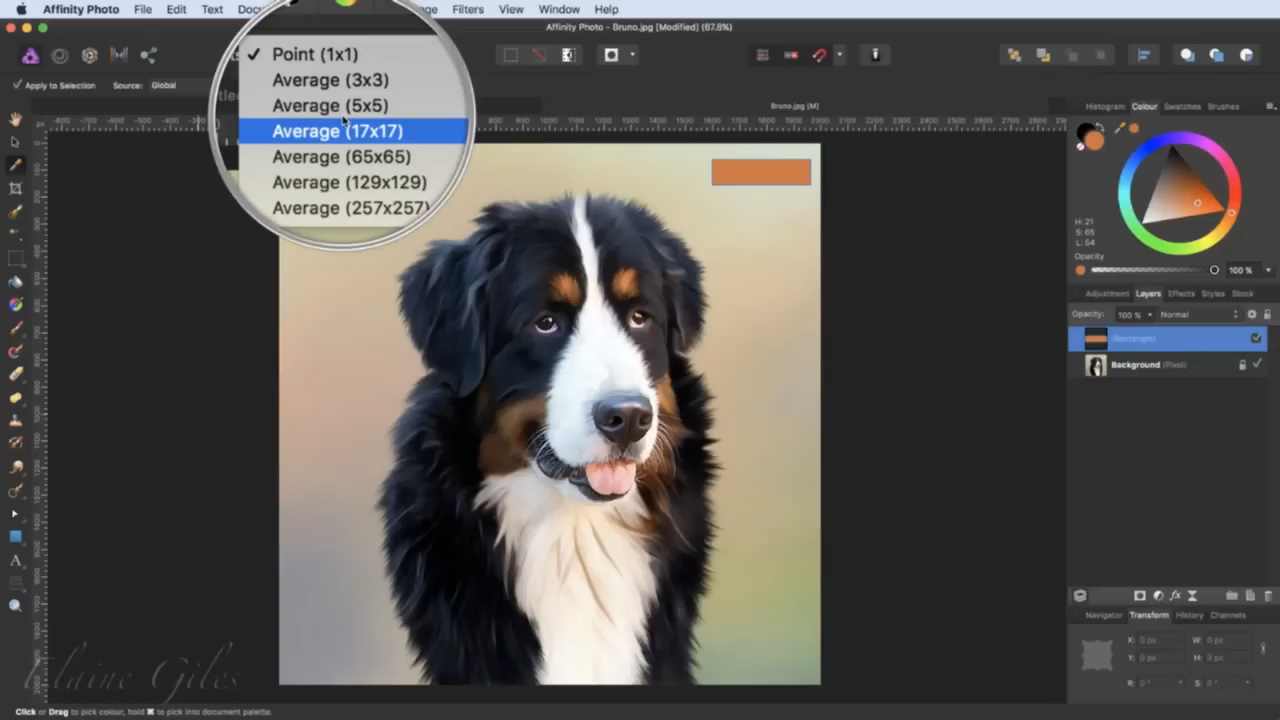 Affinity Photo File Edit Text Filters View Window Help
Affinity Photo - Bruno.jpg [Modified] (67.8%)
Point (1x1)
Average (3x3)
Average (5x5)
Average (17x17)
Average (65x65)
Average (129x129)
Average (257x257)
Apply to Selection Source: Global
Bruno.jpg [M]
Histogram Colour Swatches Brushes
H: 21
S: 65
L: 54
Opacity
100 %
Adjustment Layers Effects Styles Stock
Opacity: 100 % Normal
(Rectangle)
Background (Pixel)
Navigator Transform History Channels
X: 0 px W: 0 px
Y: 0 px H: 0 px
R: 0 ° S: 0 °
Elaine Giles
Click or Drag to pick colour, hold ⌘ to pick into document palette.